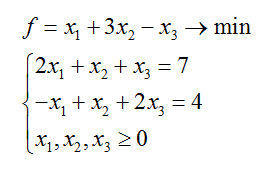 f = x₁ + 3x₂ − x₃ → min
2x₁ + x₂ + x₃ = 7
−x₁ + x₂ + 2x₃ = 4
x₁, x₂, x₃ ≥ 0